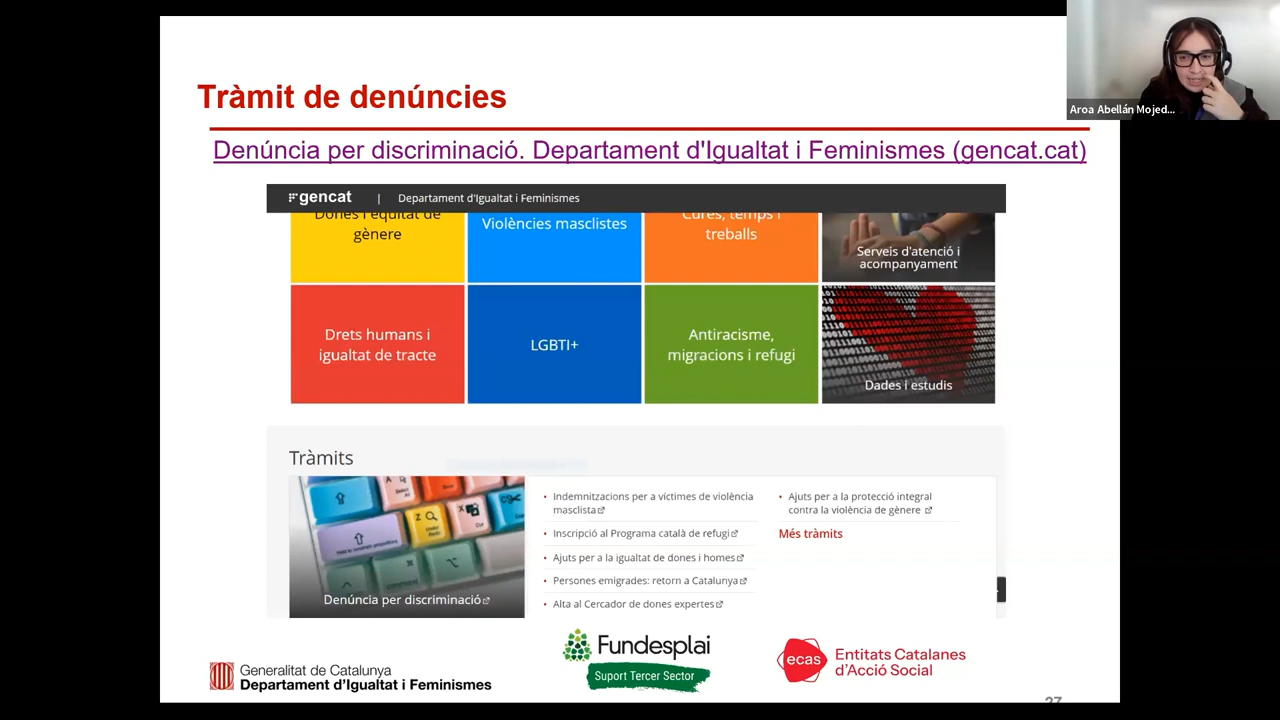 Tràmit de denúncies
Aroa Abellán Mojed...
Denúncia per discriminació. Departament d'Igualtat i Feminismes (gencat.cat)
gencat | Departament d'Igualtat i Feminismes
Dones i equitat de
gènere
Violències masclistes
Cures, temps i
treballs
Serveis d'atenció i
acompanyament
Drets humans i
igualtat de tracte
LGBTI+
Antiracisme,
migracions i refugi
Dades i estudis
Tràmits
Denúncia per discriminació
• Indemnitzacions per a víctimes de violència
masclista
• Inscripció al Programa català de refugi
• Ajuts per a la igualtat de dones i homes
• Persones emigrades: retorn a Catalunya
• Alta al Cercador de dones expertes
• Ajuts per a la protecció integral
contra la violència de gènere
Més tràmits
Generalitat de Catalunya
Departament d'Igualtat i Feminismes
Fundesplai
Suport Tercer Sector
ecas
Entitats Catalanes
d'Acció Social
27